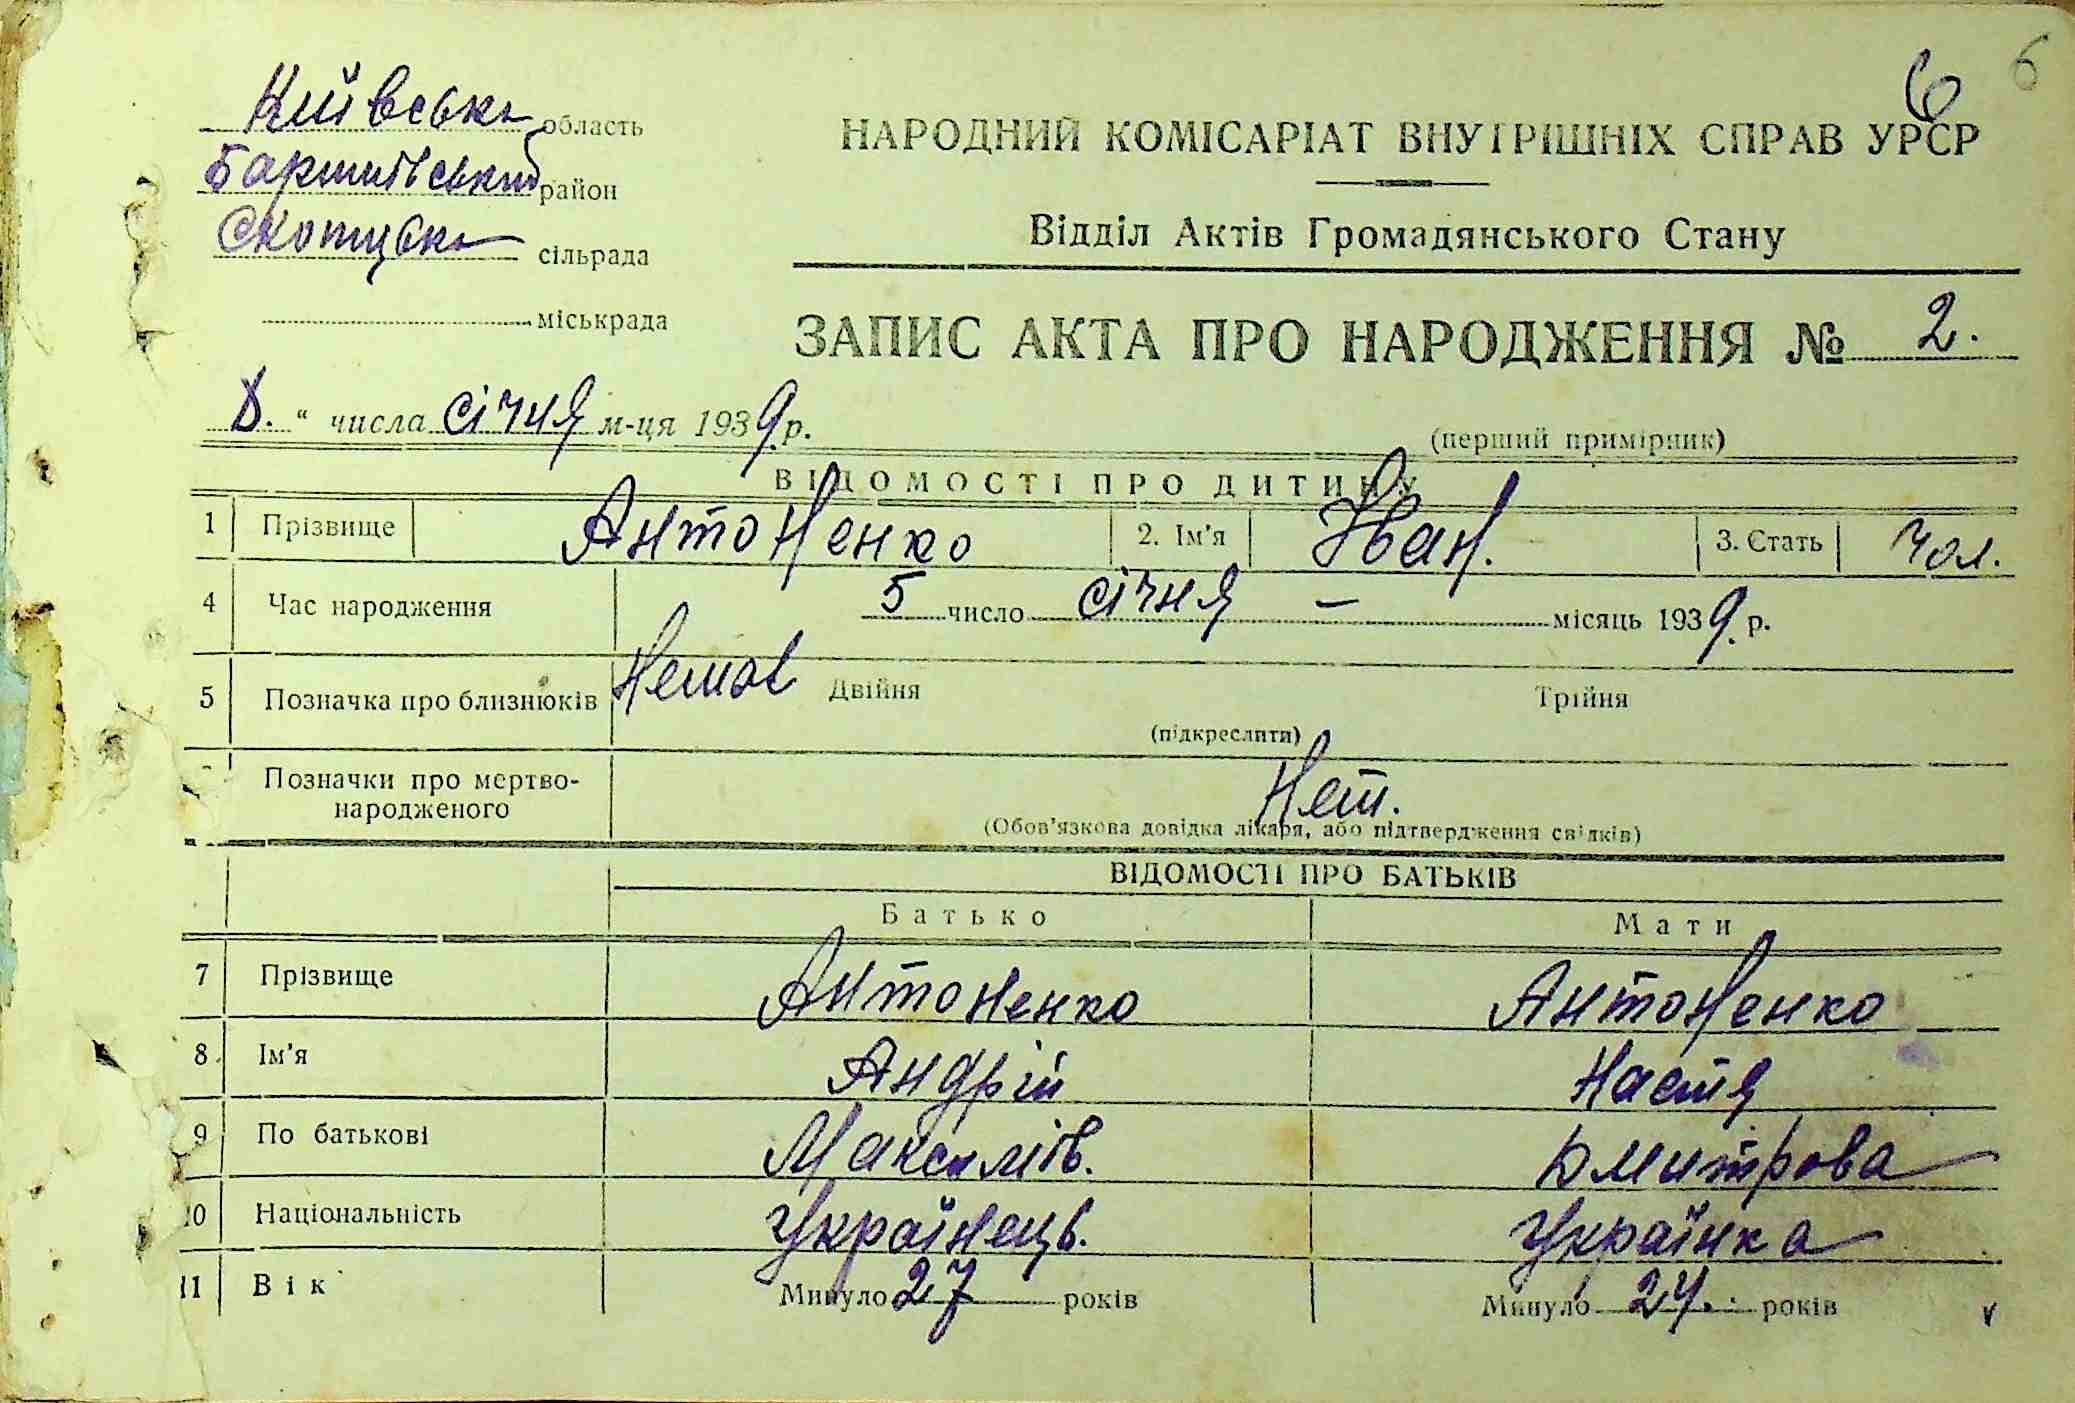 6
6
Київська область
район
сільрада
міськрада
НАРОДНИЙ КОМІСАРІАТ ВНУТРІШНІХ СПРАВ УРСР
Відділ Актів Громадянського Стану
ЗАПИС АКТА ПРО НАРОДЖЕННЯ № 2.
8. " числа січня м-ця 1939 р.
(перший примірник)
ВІДОМОСТІ ПРО ДИТИНУ
1 Прізвище Антоненко 2. Ім'я Іван. 3. Стать чол.
4 Час народження 5 число січня — місяць 1939 р.
5 Позначка про близнюків Двійня Трійня
(підкреслити)
Позначки про мертво-
народженого Нет.
(Обов'язкова довідка лікаря, або підтвердження свідків)
ВІДОМОСТІ ПРО БАТЬКІВ
Батько Мати
7 Прізвище Антоненко Антоненко
8 Ім'я Андрій Настя
9 По батькові Максимів. Дмитрова
10 Національність Українець. Українка
11 Вік Минуло 27 років Минуло 24. років